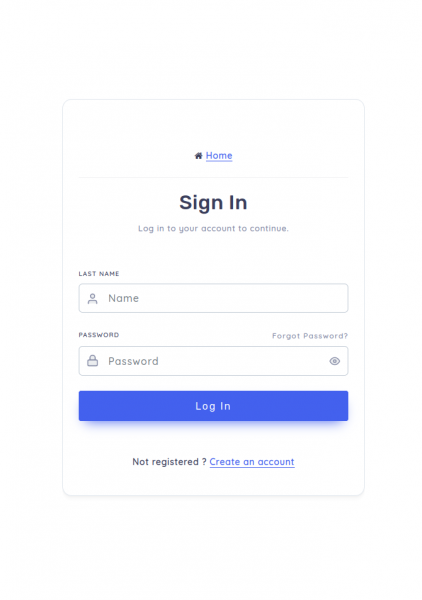 Home
Sign In
Log in to your account to continue.
LAST NAME
Name
PASSWORD
Forgot Password?
Password
Log In
Not registered ? Create an account